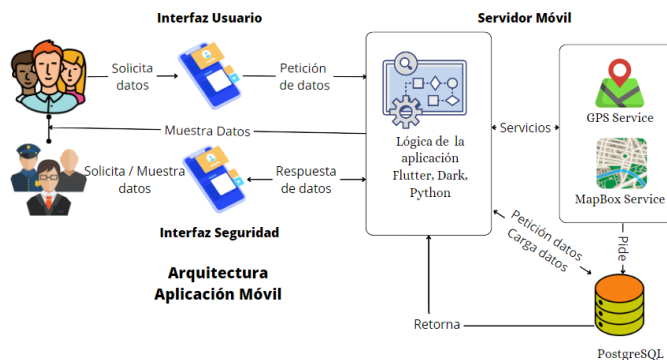 Interfaz Usuario
Servidor Móvil
Solicita
datos
Petición
de datos
GPS Service
Muestra Datos
Servicios
Lógica de la
aplicación
Flutter, Dark,
Python
Solicita / Muestra
datos
Respuesta
de datos
MapBox Service
Interfaz Seguridad
Petición datos
Carga datos
Pide
Arquitectura
Aplicación Móvil
Retorna
PostgreSQL